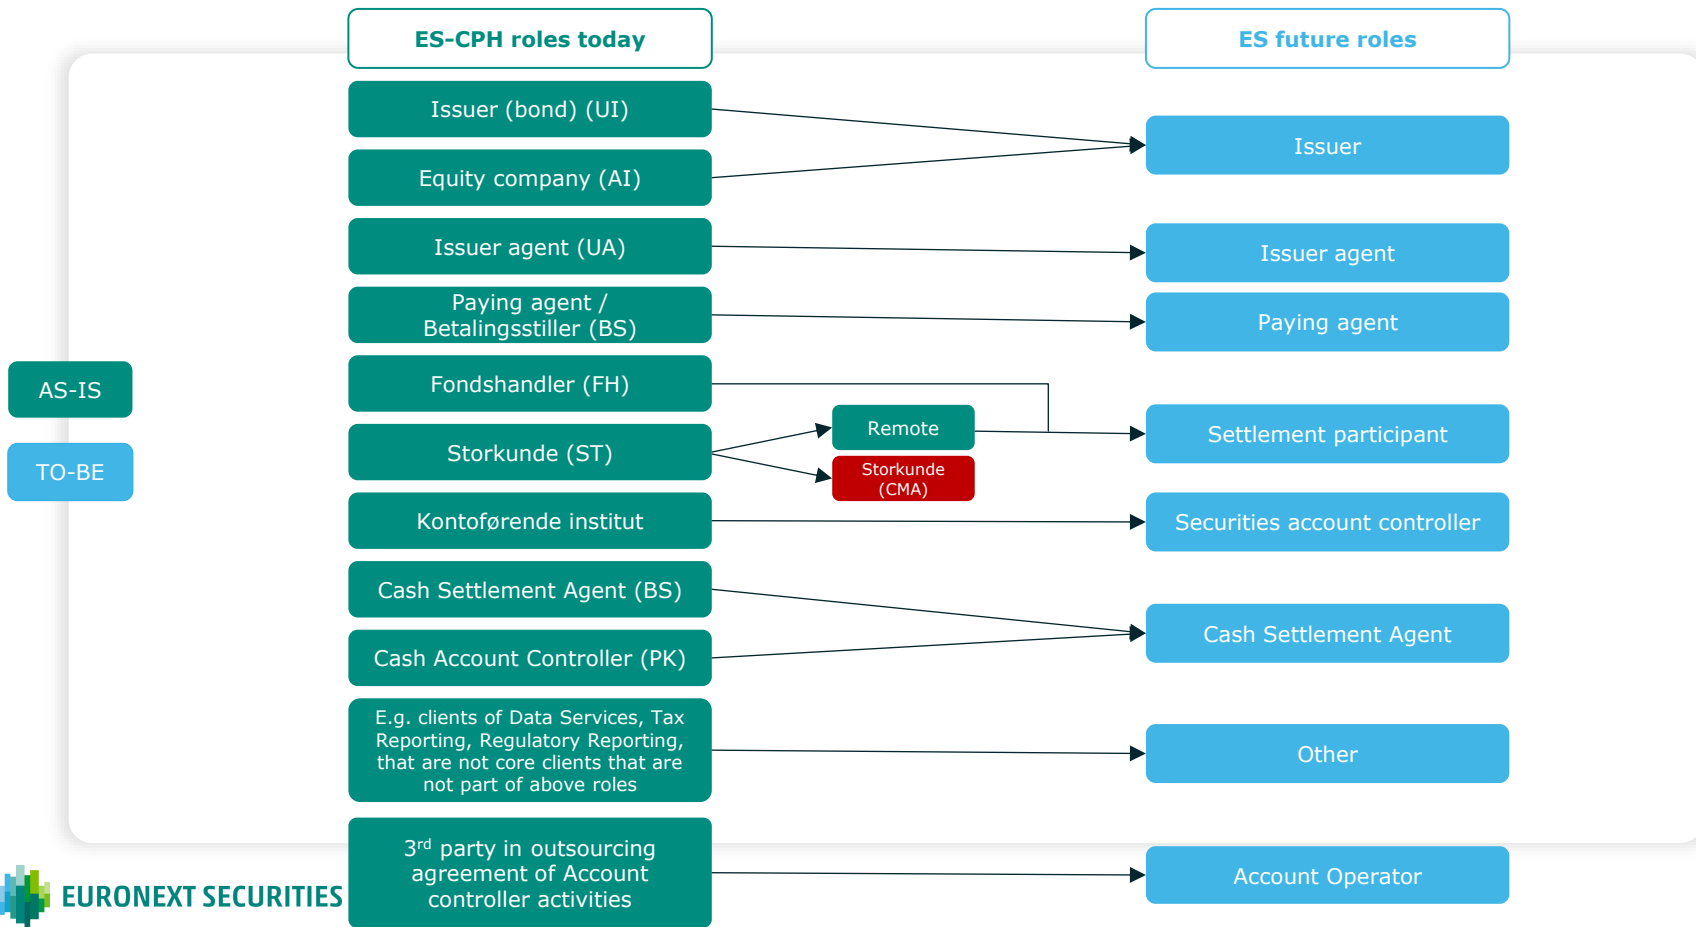 ES-CPH roles today
ES future roles
Issuer (bond) (UI)
Equity company (AI)
Issuer
Issuer agent (UA)
Issuer agent
Paying agent /
Betalingsstiller (BS)
Paying agent
AS-IS
TO-BE
Fondshandler (FH)
Storkunde (ST)
Remote
Storkunde
(CMA)
Settlement participant
Kontoførende institut
Securities account controller
Cash Settlement Agent (BS)
Cash Account Controller (PK)
Cash Settlement Agent
E.g. clients of Data Services, Tax
Reporting, Regulatory Reporting,
that are not core clients that are
not part of above roles
Other
3rd party in outsourcing
agreement of Account
controller activities
Account Operator
EURONEXT SECURITIES